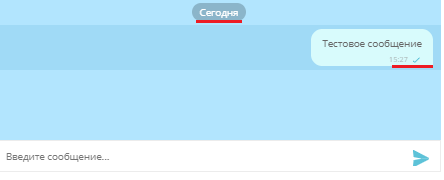 Сегодня
Тестовое сообщение
15:27
Введите сообщение...